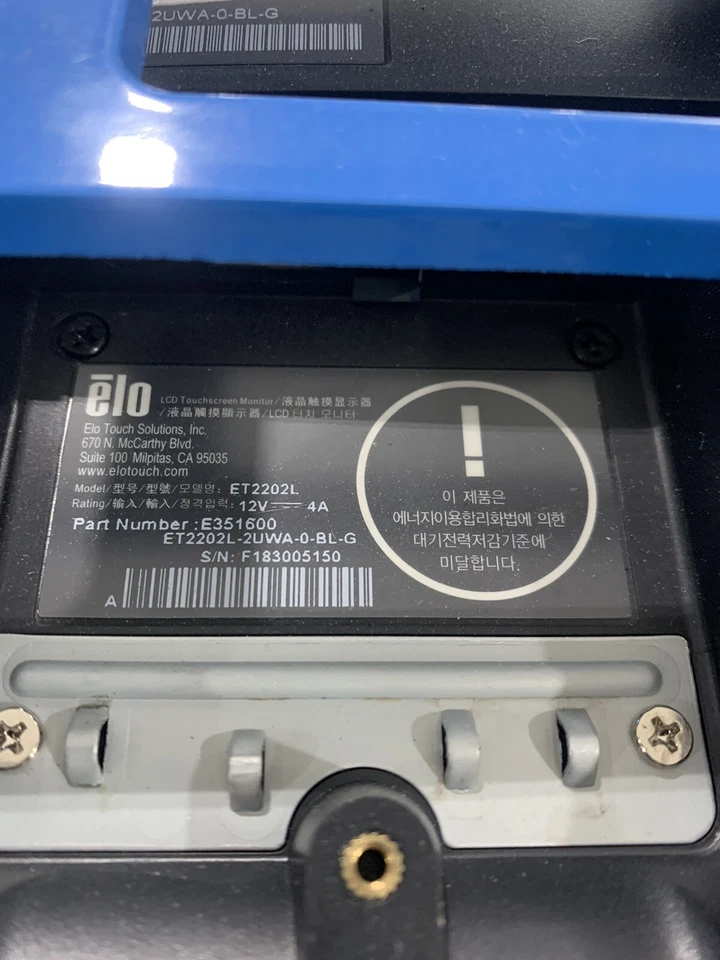 2UWA-0-BL-G
ēlo
LCD Touchscreen Monitor/液晶触摸显示器
/液晶觸摸顯示器/LCD 터치 모니터
Elo Touch Solutions, Inc.
670 N. McCarthy Blvd.
Suite 100 Milpitas, CA 95035
www.elotouch.com
Model/型号/型號/모델명: ET2202L
Rating/输入/輸入/정격입력: 12V 4A
Part Number :E351600
ET2202L-2UWA-0-BL-G
S/N: F183005150
A
!
이 제품은
에너지이용합리화법에 의한
대기전력저감기준에
미달합니다.